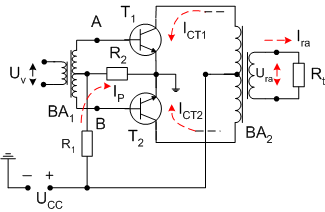 A
T1
ICT1
Ira
R2
Uv
Ura
Rt
BA1
IP
B
ICT2
BA2
R1
T2
− +
UCC